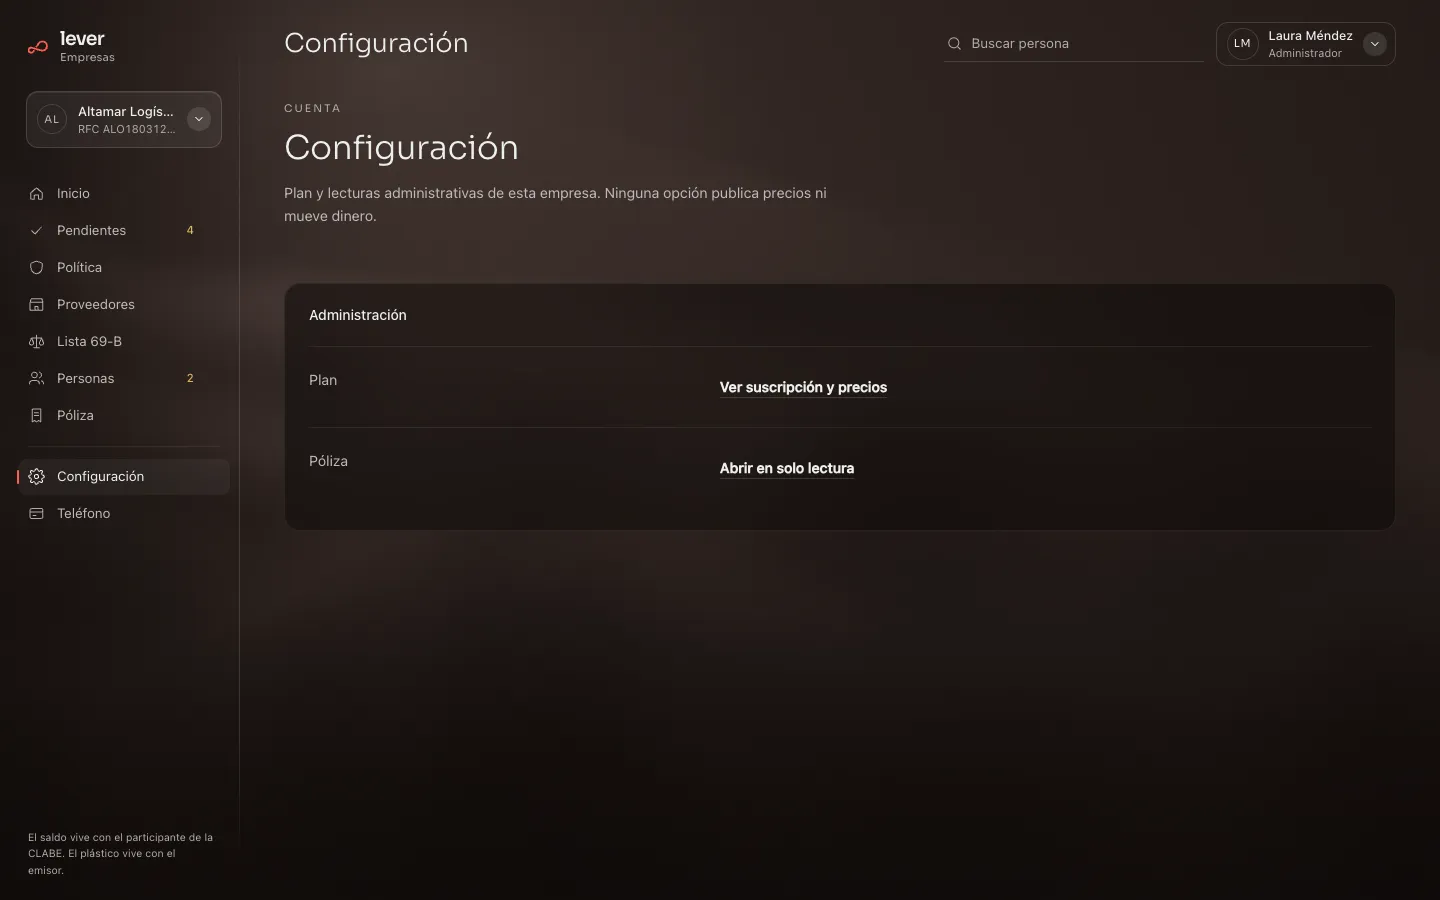 lever
Empresas
AL
Altamar Logís...
RFC ALO180312...
Inicio
Pendientes 4
Política
Proveedores
Lista 69-B
Personas 2
Póliza
Configuración
Teléfono
El saldo vive con el participante de la
CLABE. El plástico vive con el
emisor.
Configuración
Buscar persona
LM
Laura Méndez
Administrador
CUENTA
Configuración
Plan y lecturas administrativas de esta empresa. Ninguna opción publica precios ni
mueve dinero.
Administración
Plan
Ver suscripción y precios
Póliza
Abrir en solo lectura